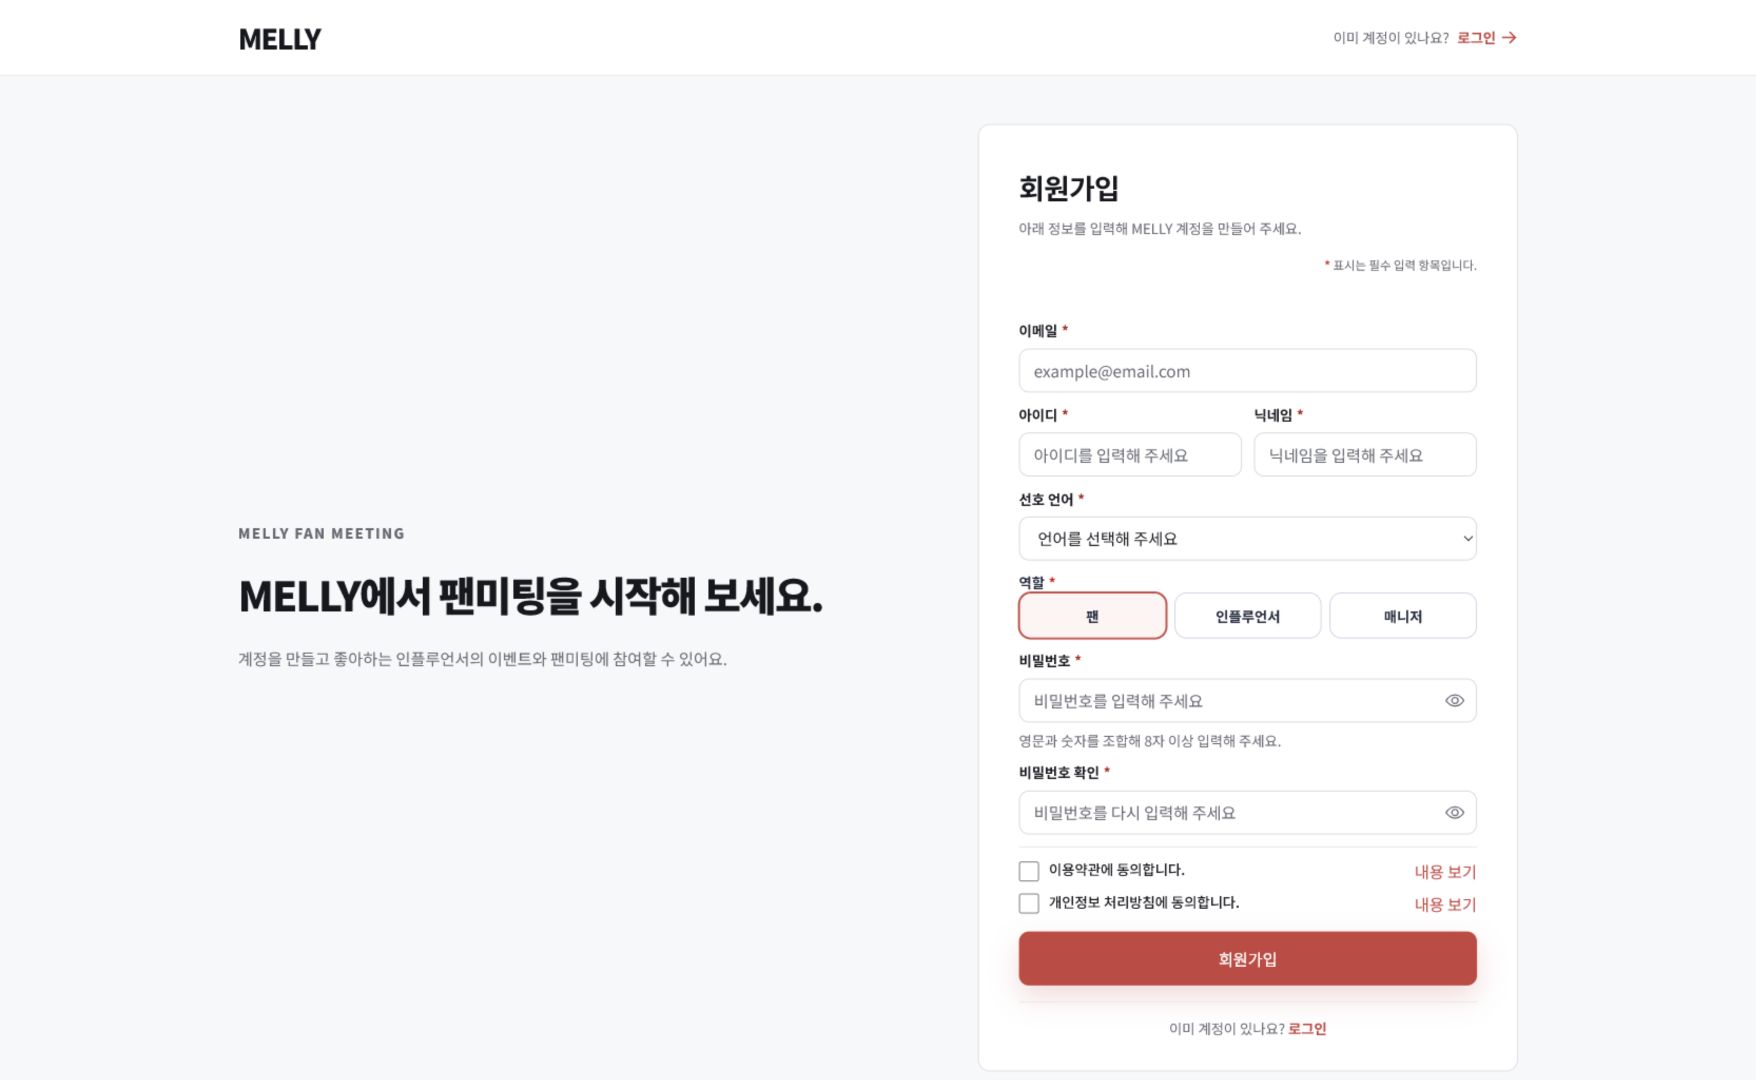 MELLY
이미 계정이 있나요? 로그인 →
MELLY FAN MEETING
MELLY에서 팬미팅을 시작해 보세요.
계정을 만들고 좋아하는 인플루언서의 이벤트와 팬미팅에 참여할 수 있어요.
회원가입
아래 정보를 입력해 MELLY 계정을 만들어 주세요.
* 표시는 필수 입력 항목입니다.
이메일 *
example@email.com
아이디 * 닉네임 *
아이디를 입력해 주세요 닉네임을 입력해 주세요
선호 언어 *
언어를 선택해 주세요
역할 *
팬 인플루언서 매니저
비밀번호 *
비밀번호를 입력해 주세요
영문과 숫자를 조합해 8자 이상 입력해 주세요.
비밀번호 확인 *
비밀번호를 다시 입력해 주세요
이용약관에 동의합니다. 내용 보기
개인정보 처리방침에 동의합니다. 내용 보기
회원가입
이미 계정이 있나요? 로그인